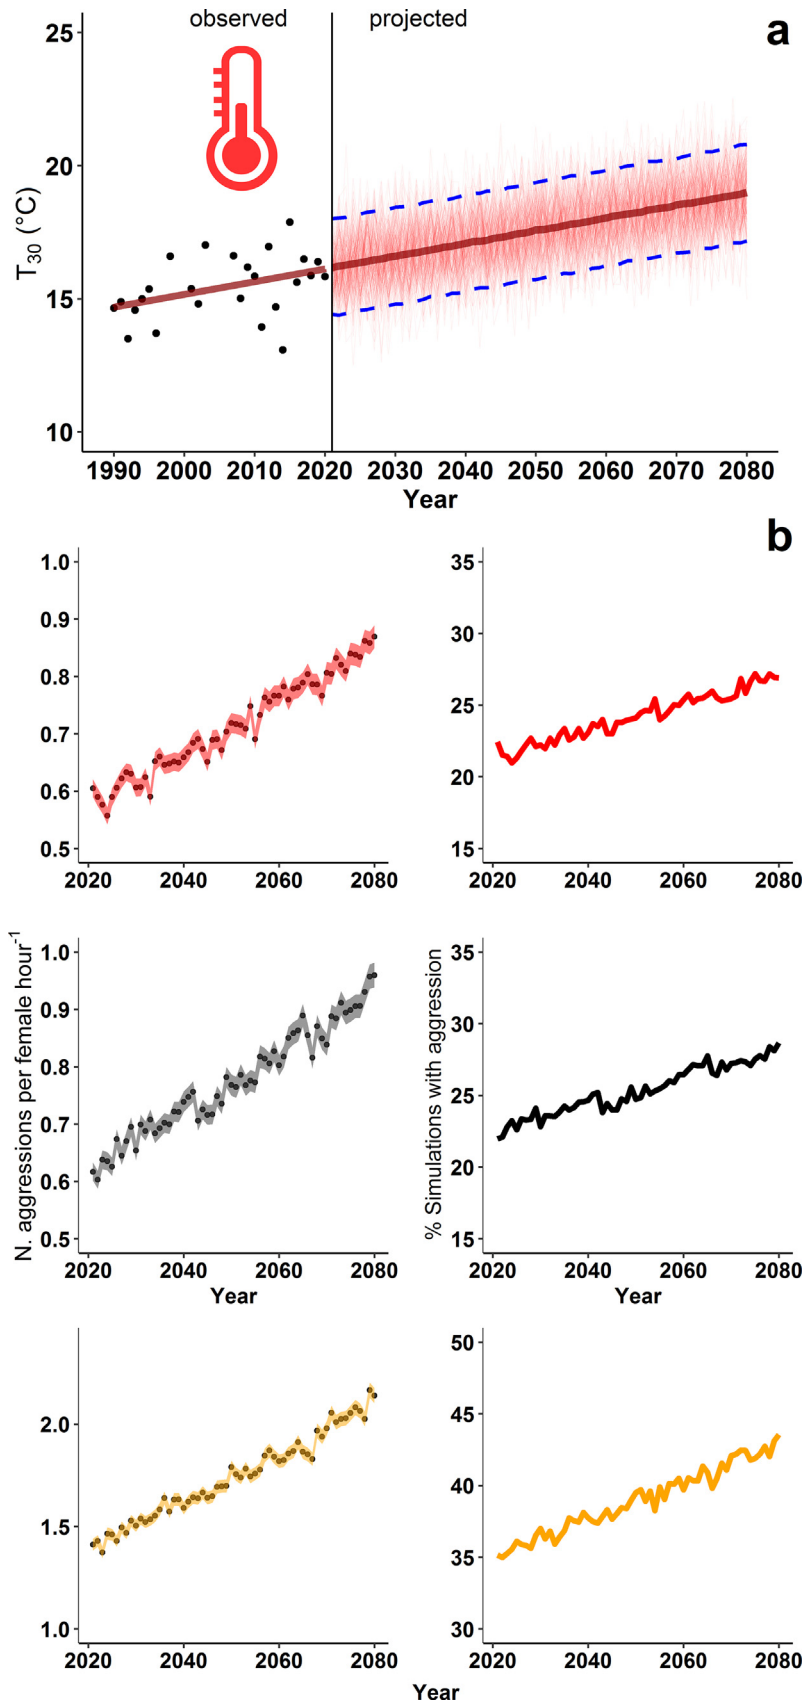 observed projected a
25
20
15
10
T30 (°C)
1990 2000 2010 2020 2030 2040 2050 2060 2070 2080
Year
b
1.0
0.9
0.8
0.7
0.6
0.5
2020 2040 2060 2080
35
30
25
20
15
2020 2040 2060 2080
N. aggressions per female hour-1
1.0
0.9
0.8
0.7
0.6
0.5
2020 2040 2060 2080
Year
% Simulations with aggression
35
30
25
20
15
2020 2040 2060 2080
Year
2.0
1.5
1.0
2020 2040 2060 2080
50
45
40
35
30
2020 2040 2060 2080
Year